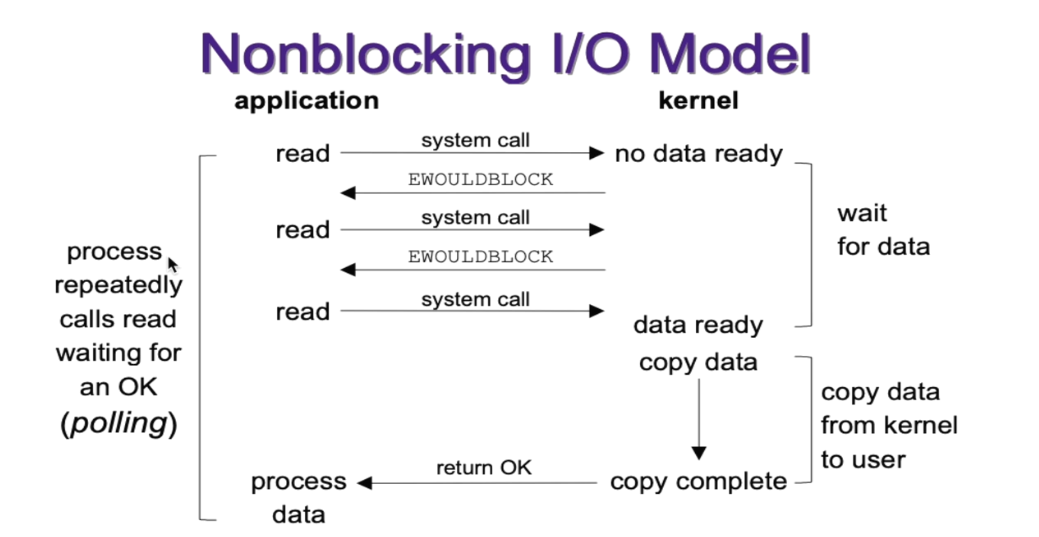 Nonblocking I/O Model
application
kernel
read
system call
no data ready
EWOULDBLOCK
read
system call
EWOULDBLOCK
read
system call
data ready
wait
for data
process
repeatedly
calls read
waiting for
an OK
(polling)
copy data
copy data
from kernel
to user
process
data
return OK
copy complete